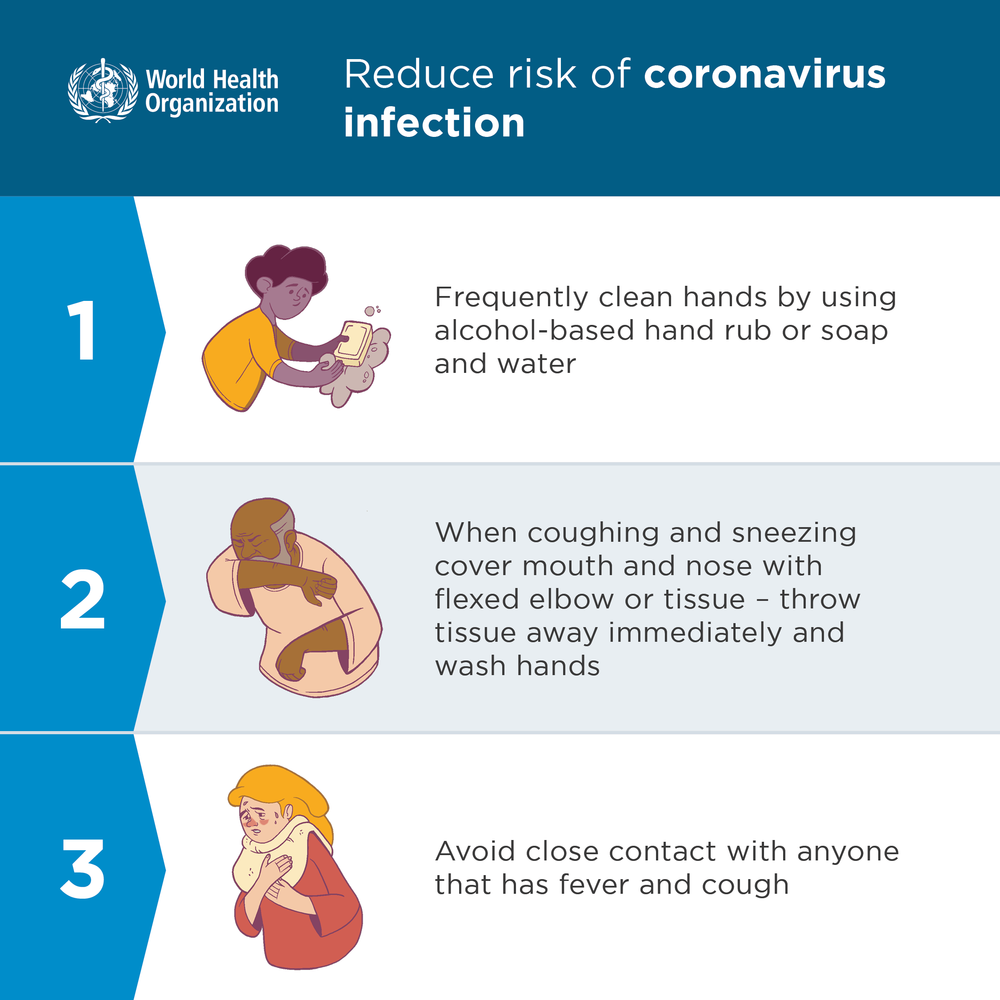 World Health
Organization
Reduce risk of coronavirus
infection
1
Frequently clean hands by using
alcohol-based hand rub or soap
and water
2
When coughing and sneezing
cover mouth and nose with
flexed elbow or tissue – throw
tissue away immediately and
wash hands
3
Avoid close contact with anyone
that has fever and cough